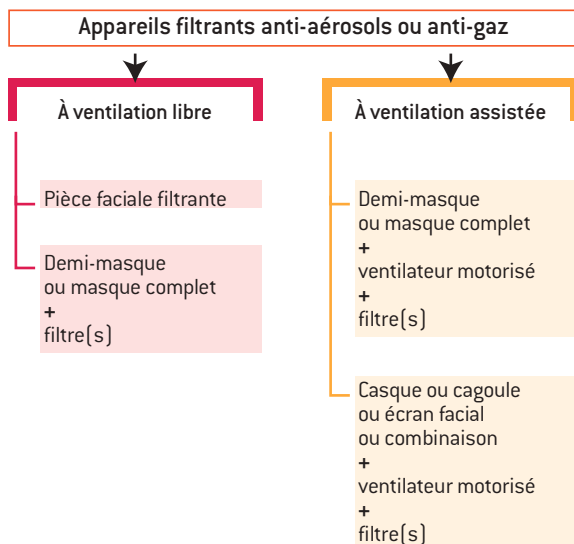 Appareils filtrants anti-aérosols ou anti-gaz
À ventilation libre
Pièce faciale filtrante
Demi-masque
ou masque complet
+
filtre(s)
À ventilation assistée
Demi-masque
ou masque complet
+
ventilateur motorisé
+
filtre(s)
Casque ou cagoule
ou écran facial
ou combinaison
+
ventilateur motorisé
+
filtre(s)